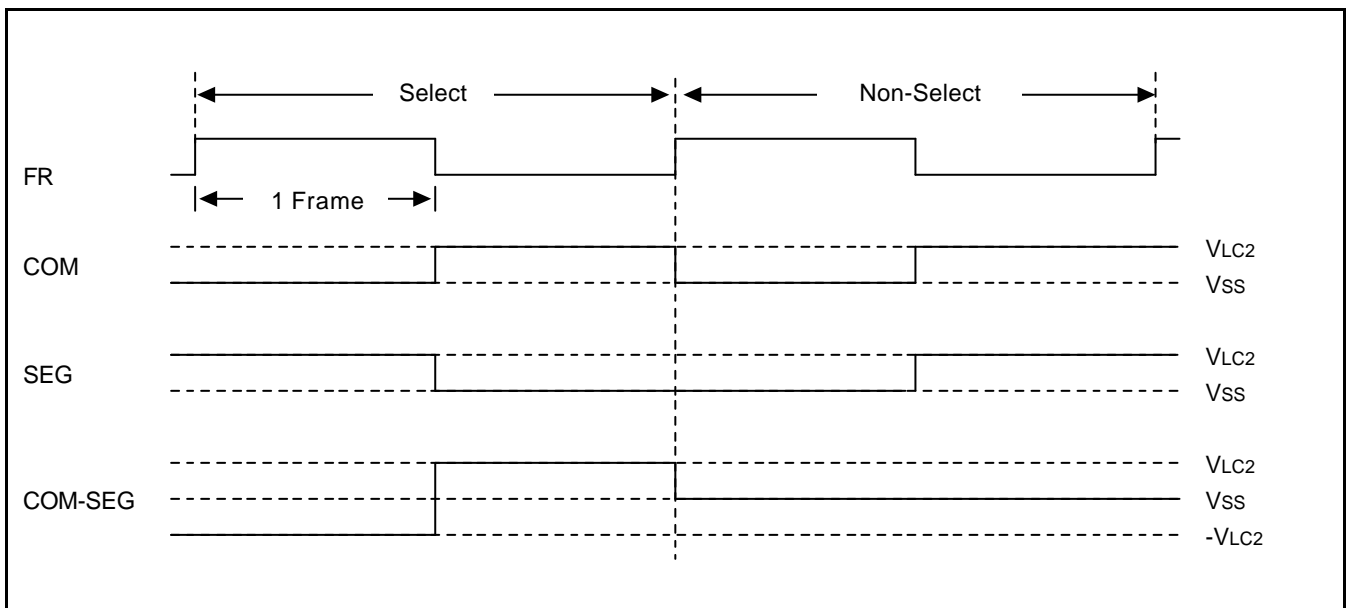 Select
Non-Select
FR
1 Frame
COM
VLC2
VSS
SEG
VLC2
VSS
COM-SEG
VLC2
VSS
-VLC2